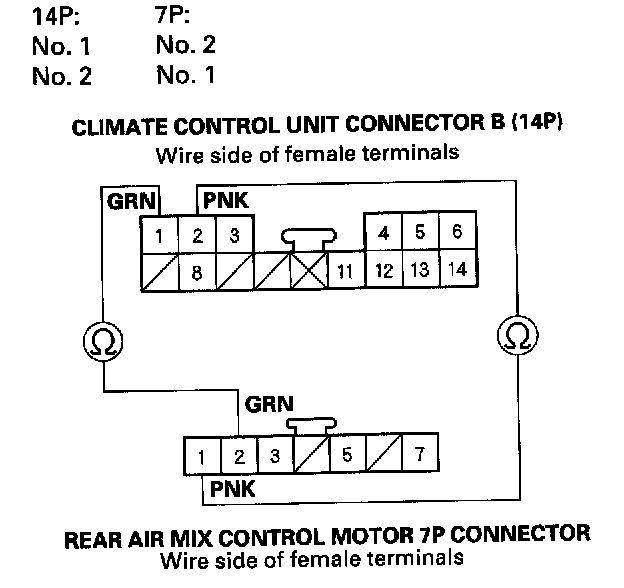 14P: 7P:
No. 1 No. 2
No. 2 No. 1
CLIMATE CONTROL UNIT CONNECTOR B (14P)
Wire side of female terminals
GRN PNK
1 2 3 4 5 6
8 11 12 13 14
Ω Ω
GRN
1 2 3 5 7
PNK
REAR AIR MIX CONTROL MOTOR 7P CONNECTOR
Wire side of female terminals